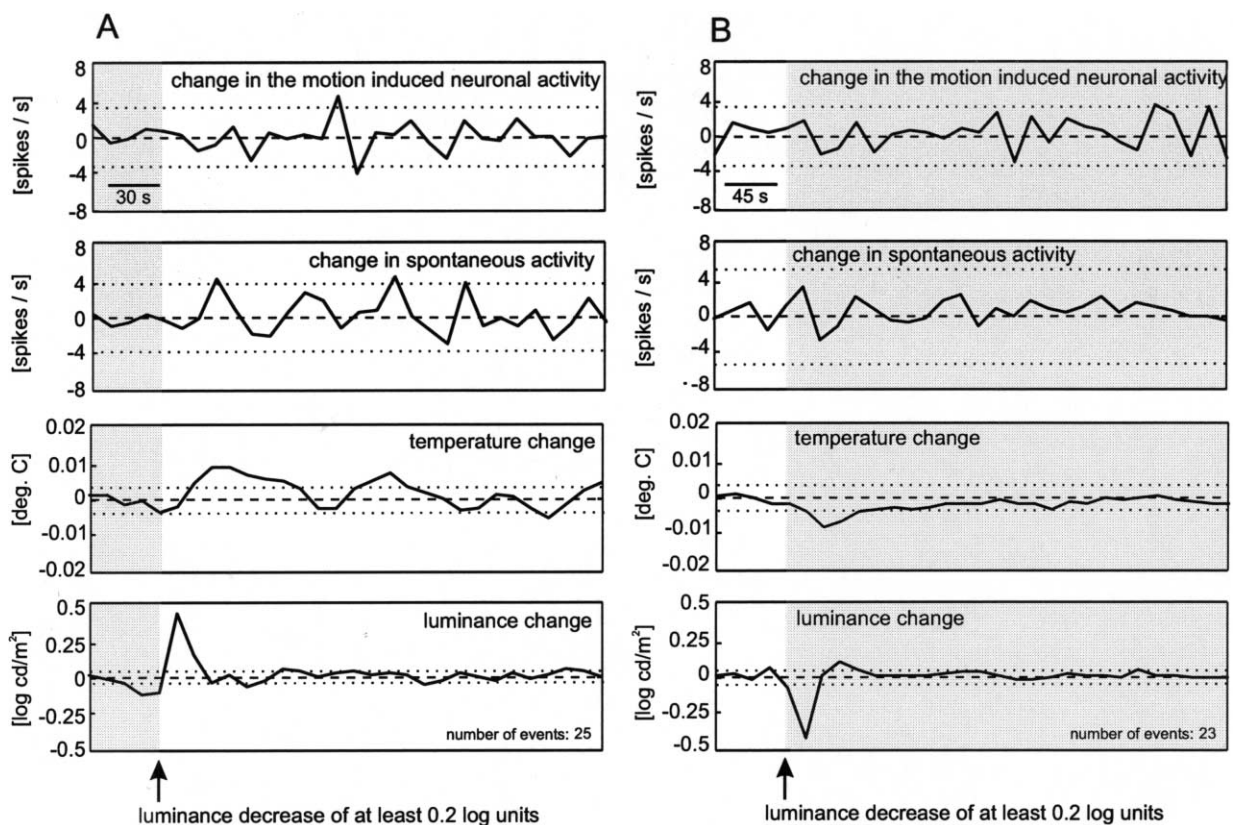 A
8
4
0
-4
-8
[spikes / s]
change in the motion induced neuronal activity
30 s
8
4
0
-4
-8
[spikes / s]
change in spontaneous activity
0.02
0.01
0
-0.01
-0.02
[deg. C]
temperature change
0.5
0.25
0
-0.25
-0.5
[log cd/m²]
luminance change
number of events: 25
luminance decrease of at least 0.2 log units
B
8
4
0
-4
-8
[spikes / s]
change in the motion induced neuronal activity
45 s
8
4
0
-4
-8
[spikes / s]
change in spontaneous activity
0.02
0.01
0
-0.01
-0.02
[deg. C]
temperature change
0.5
0.25
0
-0.25
-0.5
[log cd/m²]
luminance change
number of events: 23
luminance decrease of at least 0.2 log units